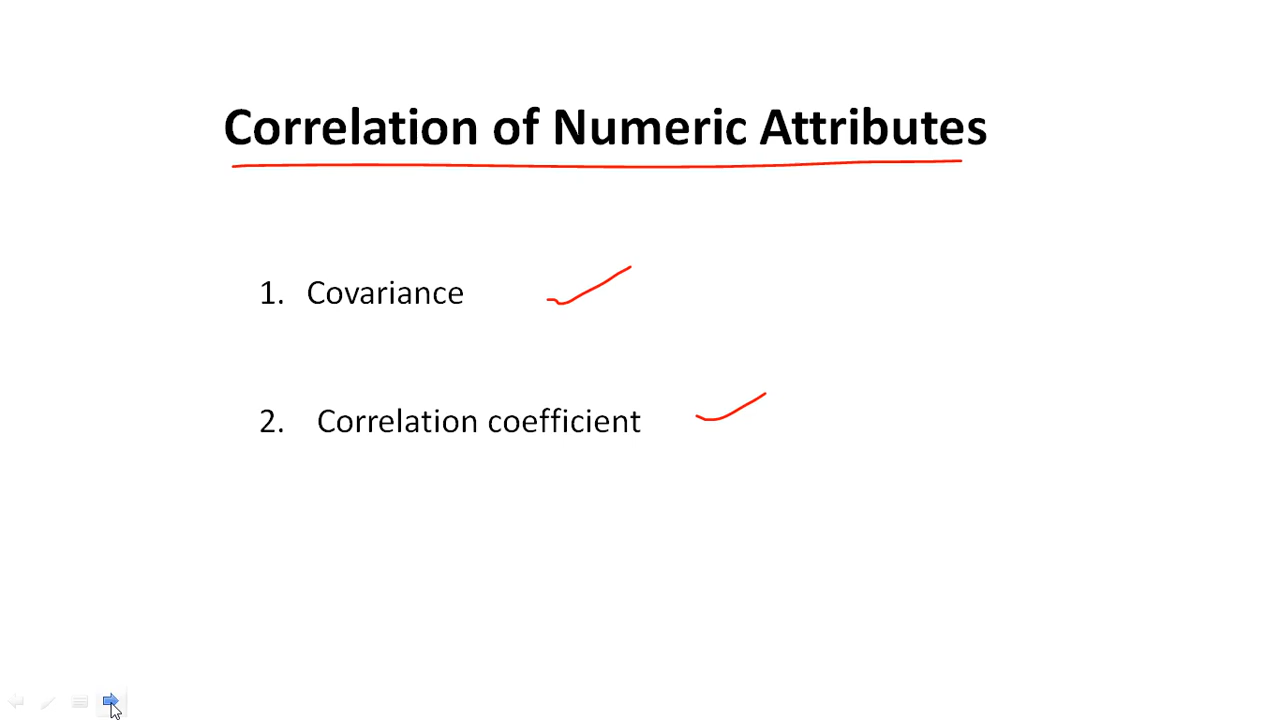 Correlation of Numeric Attributes
1. Covariance
2. Correlation coefficient